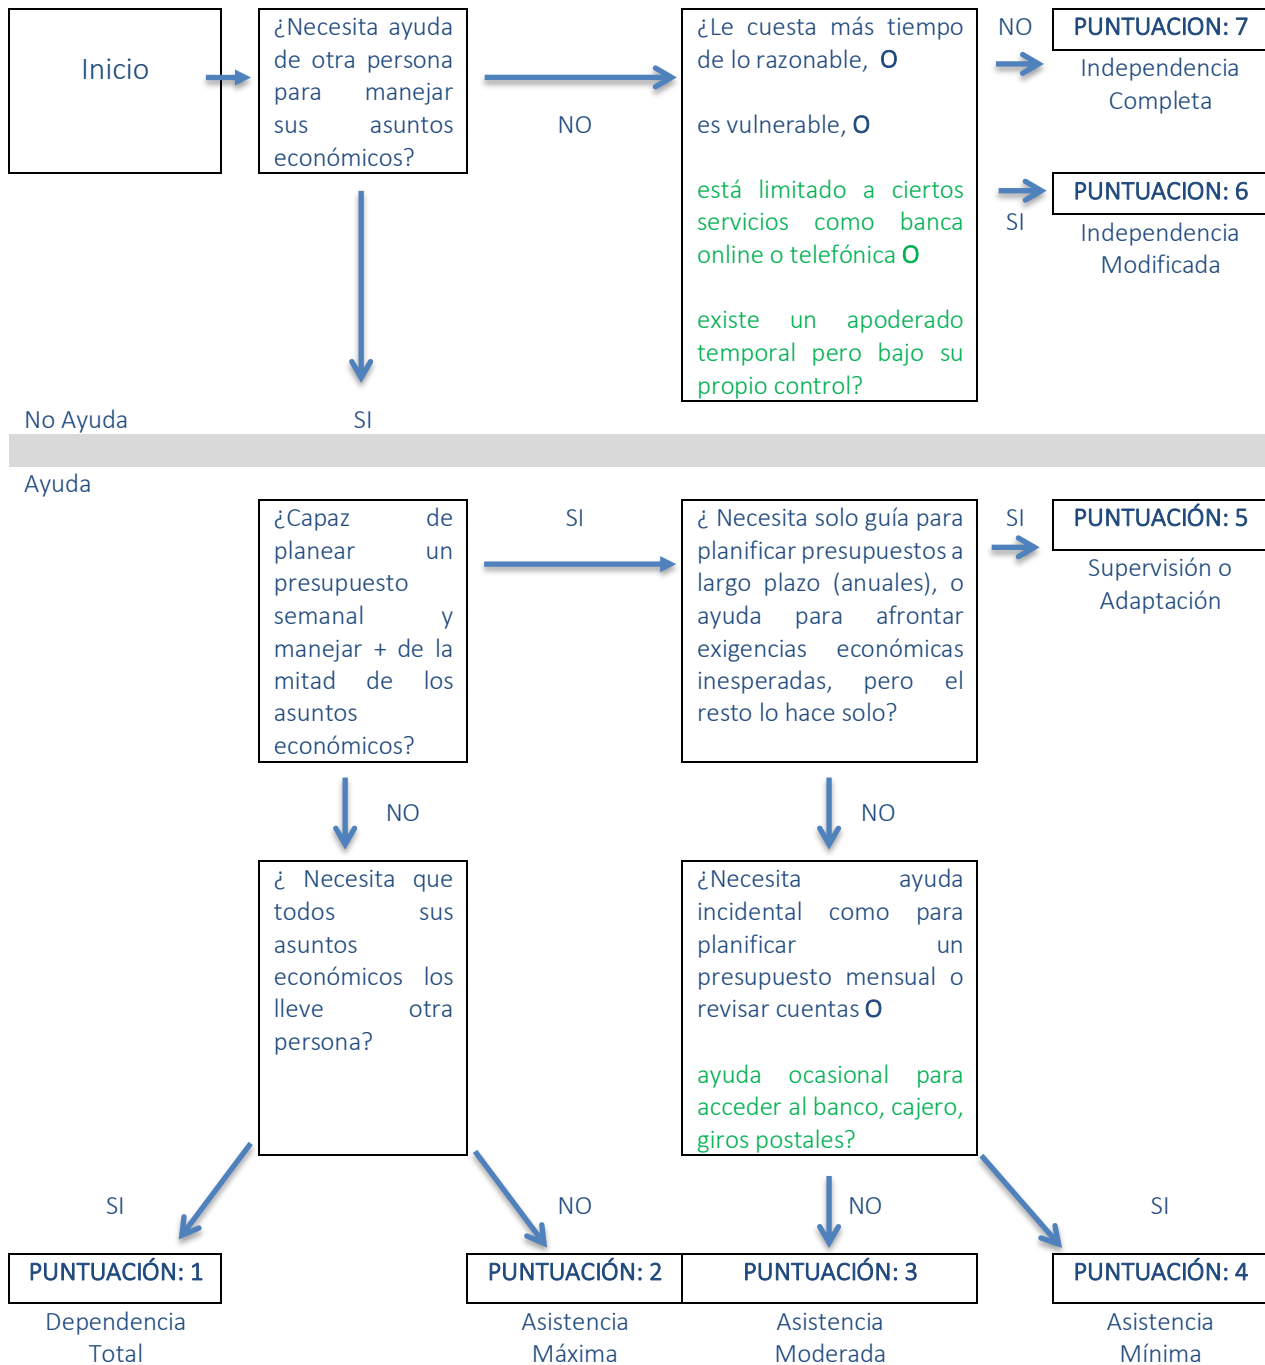 Inicio
¿Necesita ayuda
de otra persona
para manejar
sus asuntos
económicos?
NO
¿Le cuesta más tiempo
de lo razonable, O
es vulnerable, O
está limitado a ciertos
servicios como banca
online o telefónica O
existe un apoderado
temporal pero bajo su
propio control?
NO
PUNTUACION: 7
Independencia
Completa
SI
PUNTUACION: 6
Independencia
Modificada
No Ayuda
SI
Ayuda
¿Capaz de
planear un
presupuesto
semanal y
manejar + de la
mitad de los
asuntos
económicos?
SI
¿ Necesita solo guía para
planificar presupuestos a
largo plazo (anuales), o
ayuda para afrontar
exigencias económicas
inesperadas, pero el
resto lo hace solo?
SI
PUNTUACIÓN: 5
Supervisión o
Adaptación
NO
NO
¿ Necesita que
todos sus
asuntos
económicos los
lleve otra
persona?
¿Necesita ayuda
incidental como para
planificar un
presupuesto mensual o
revisar cuentas O
ayuda ocasional para
acceder al banco, cajero,
giros postales?
SI
NO
NO
SI
PUNTUACIÓN: 1
Dependencia
Total
PUNTUACIÓN: 2
Asistencia
Máxima
PUNTUACIÓN: 3
Asistencia
Moderada
PUNTUACIÓN: 4
Asistencia
Mínima